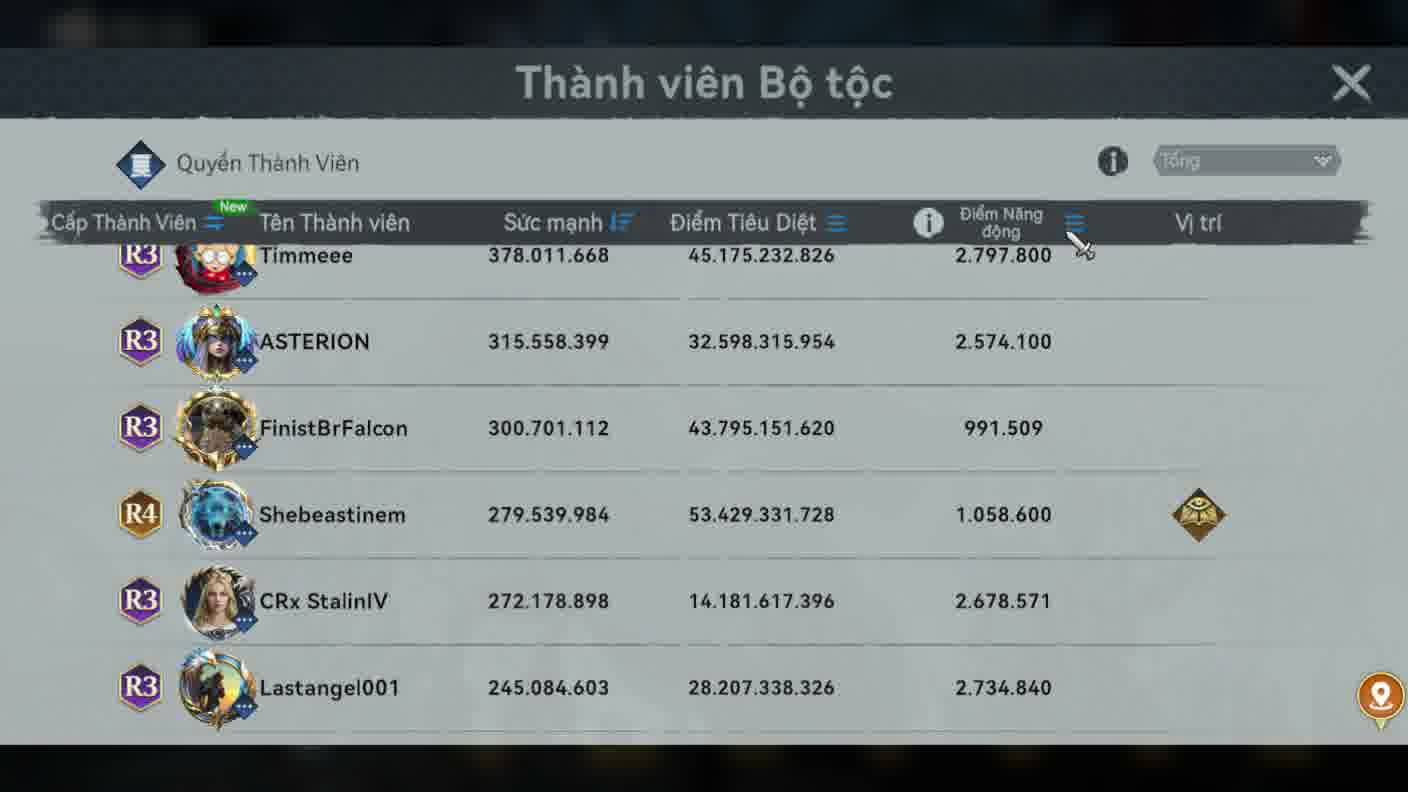 Thành viên Bộ tộc
Quyển Thành Viên
Tổng
New
Cấp Thành Viên Tên Thành viên Sức mạnh Điểm Tiêu Diệt Điểm Năng động Vị trí
R3 Timmeee 378.011.668 45.175.232.826 2.797.800
R3 ASTERION 315.558.399 32.598.315.954 2.574.100
R3 FinistBrFalcon 300.701.112 43.795.151.620 991.509
R4 Shebeastinem 279.539.984 53.429.331.728 1.058.600
R3 CRx StalinIV 272.178.898 14.181.617.396 2.678.571
R3 Lastangel001 245.084.603 28.207.338.326 2.734.840